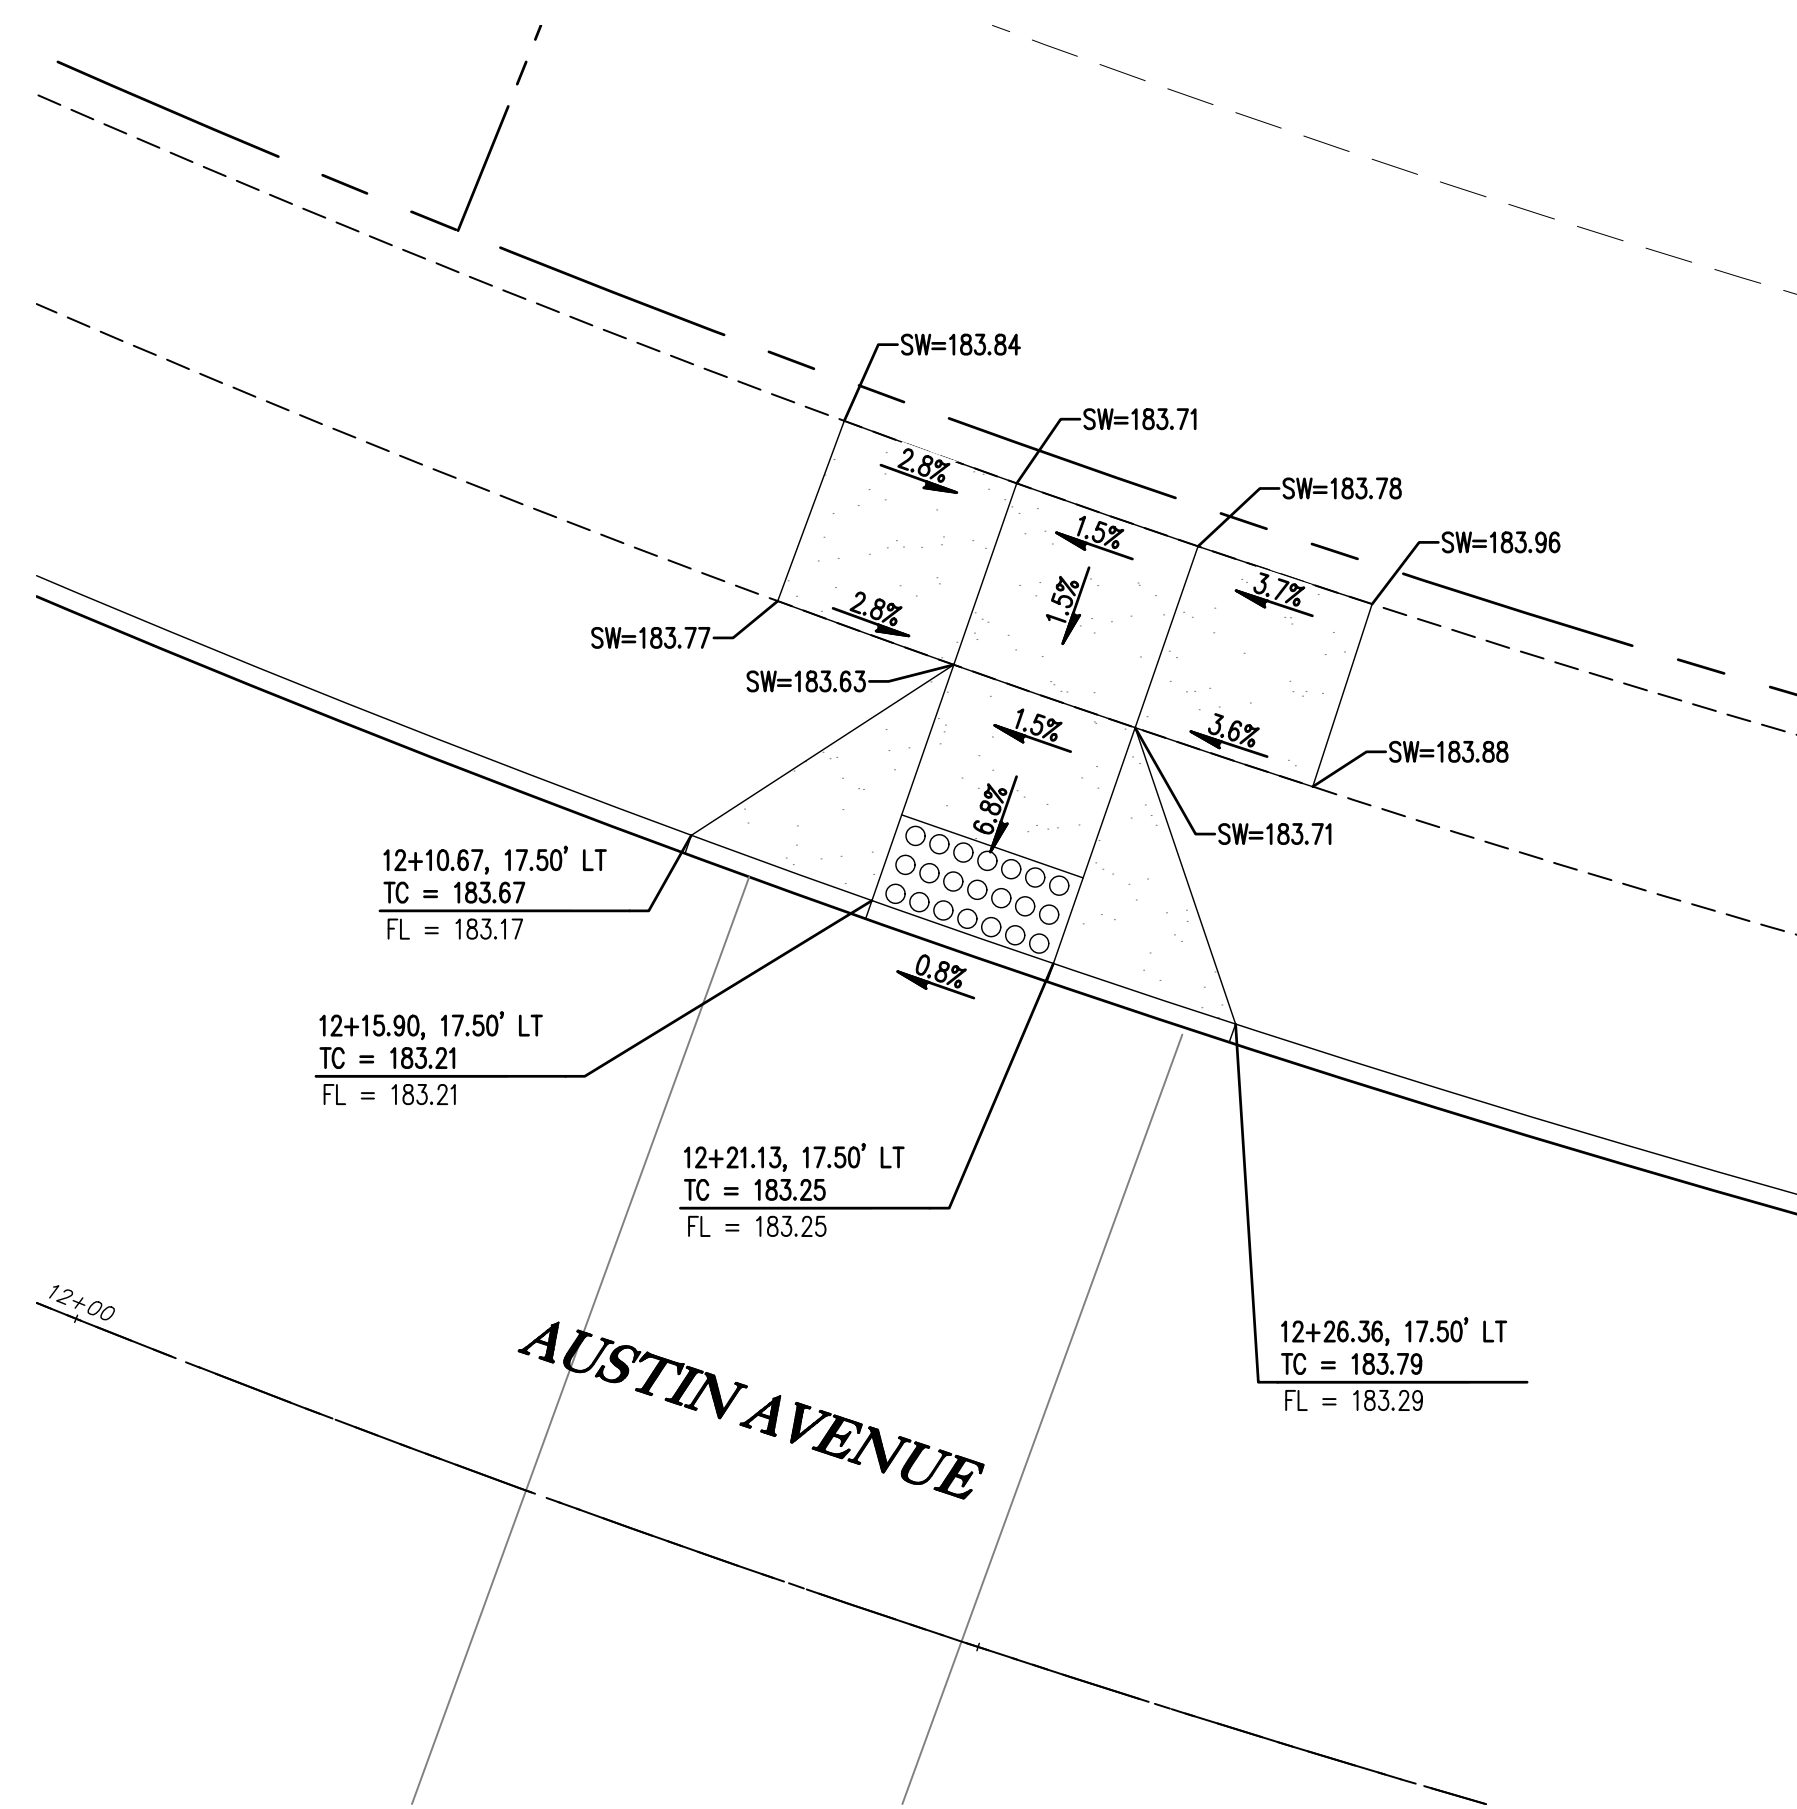 SW=183.84
SW=183.71
2.8%
SW=183.78
1.5%
SW=183.96
3.7%
1.5%
2.8%
SW=183.77
SW=183.63
1.5%
3.6%
SW=183.88
6.8%
SW=183.71
12+10.67, 17.50' LT
TC = 183.67
FL = 183.17
0.8%
12+15.90, 17.50' LT
TC = 183.21
FL = 183.21
12+21.13, 17.50' LT
TC = 183.25
FL = 183.25
12+00
AUSTIN AVENUE
12+26.36, 17.50' LT
TC = 183.79
FL = 183.29